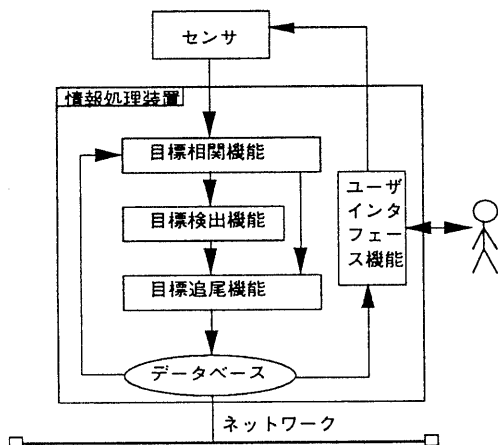 センサ
情報処理装置
目標相関機能
目標検出機能
目標追尾機能
ユーザ
インタ
フェー
ス機能
データベース
ネットワーク